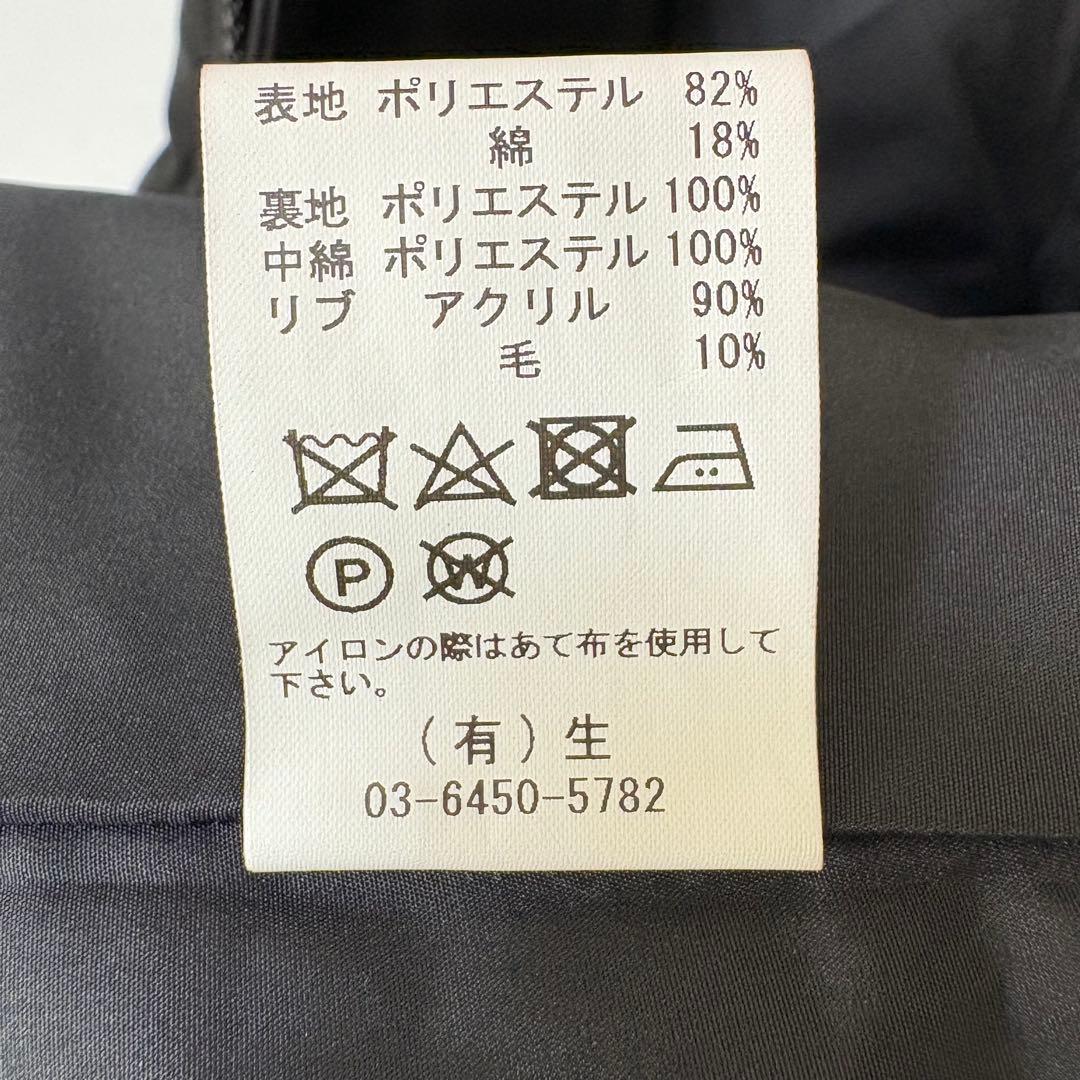 表地 ポリエステル 82%
綿 18%
裏地 ポリエステル 100%
中綿 ポリエステル 100%
リブ アクリル 90%
毛 10%
P W
アイロンの際はあて布を使用して
下さい。
(有)生
03-6450-5782